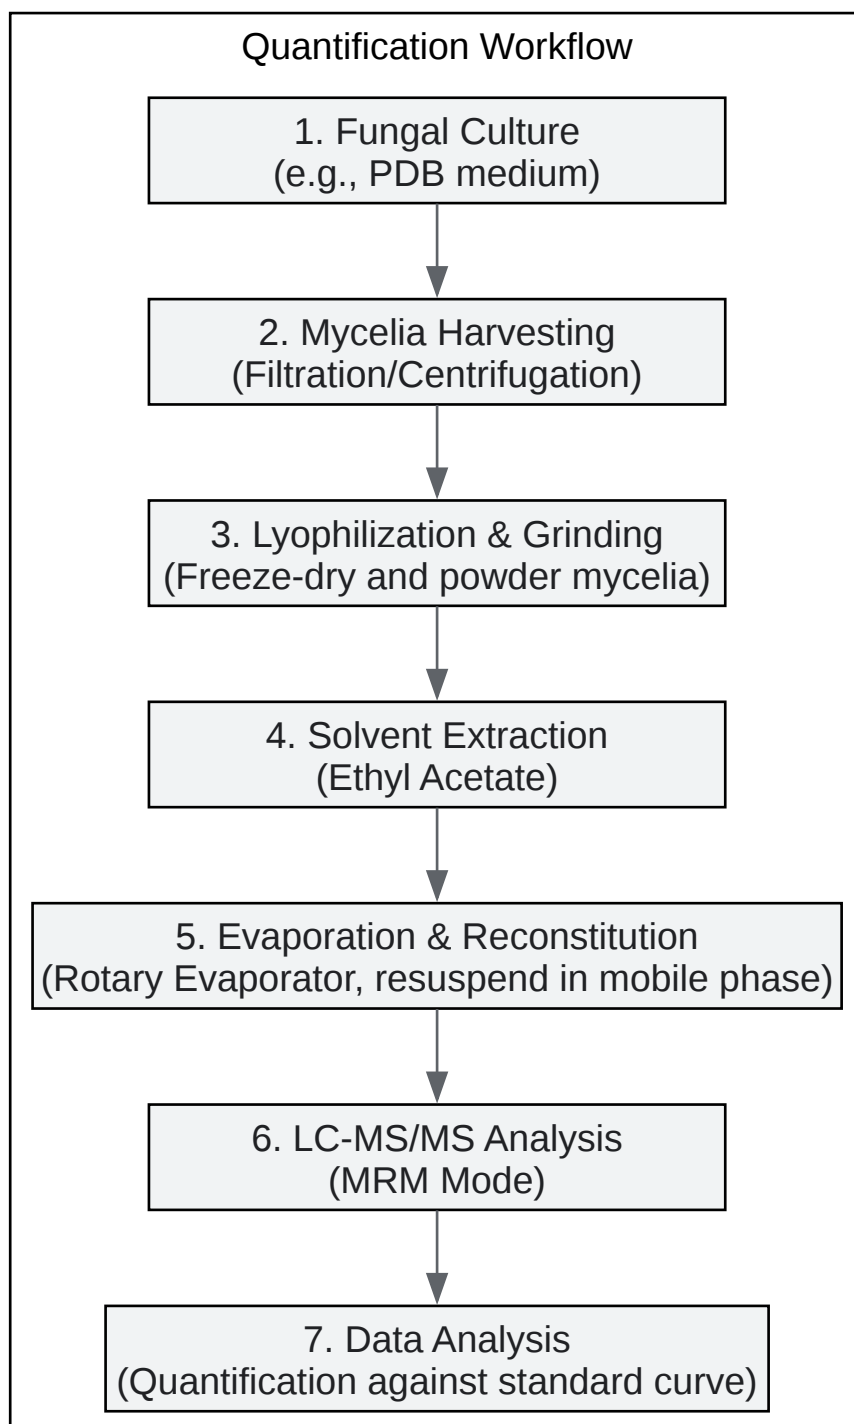 Quantification Workflow
1. Fungal Culture
(e.g., PDB medium)
2. Mycelia Harvesting
(Filtration/Centrifugation)
3. Lyophilization & Grinding
(Freeze-dry and powder mycelia)
4. Solvent Extraction
(Ethyl Acetate)
5. Evaporation & Reconstitution
(Rotary Evaporator, resuspend in mobile phase)
6. LC-MS/MS Analysis
(MRM Mode)
7. Data Analysis
(Quantification against standard curve)